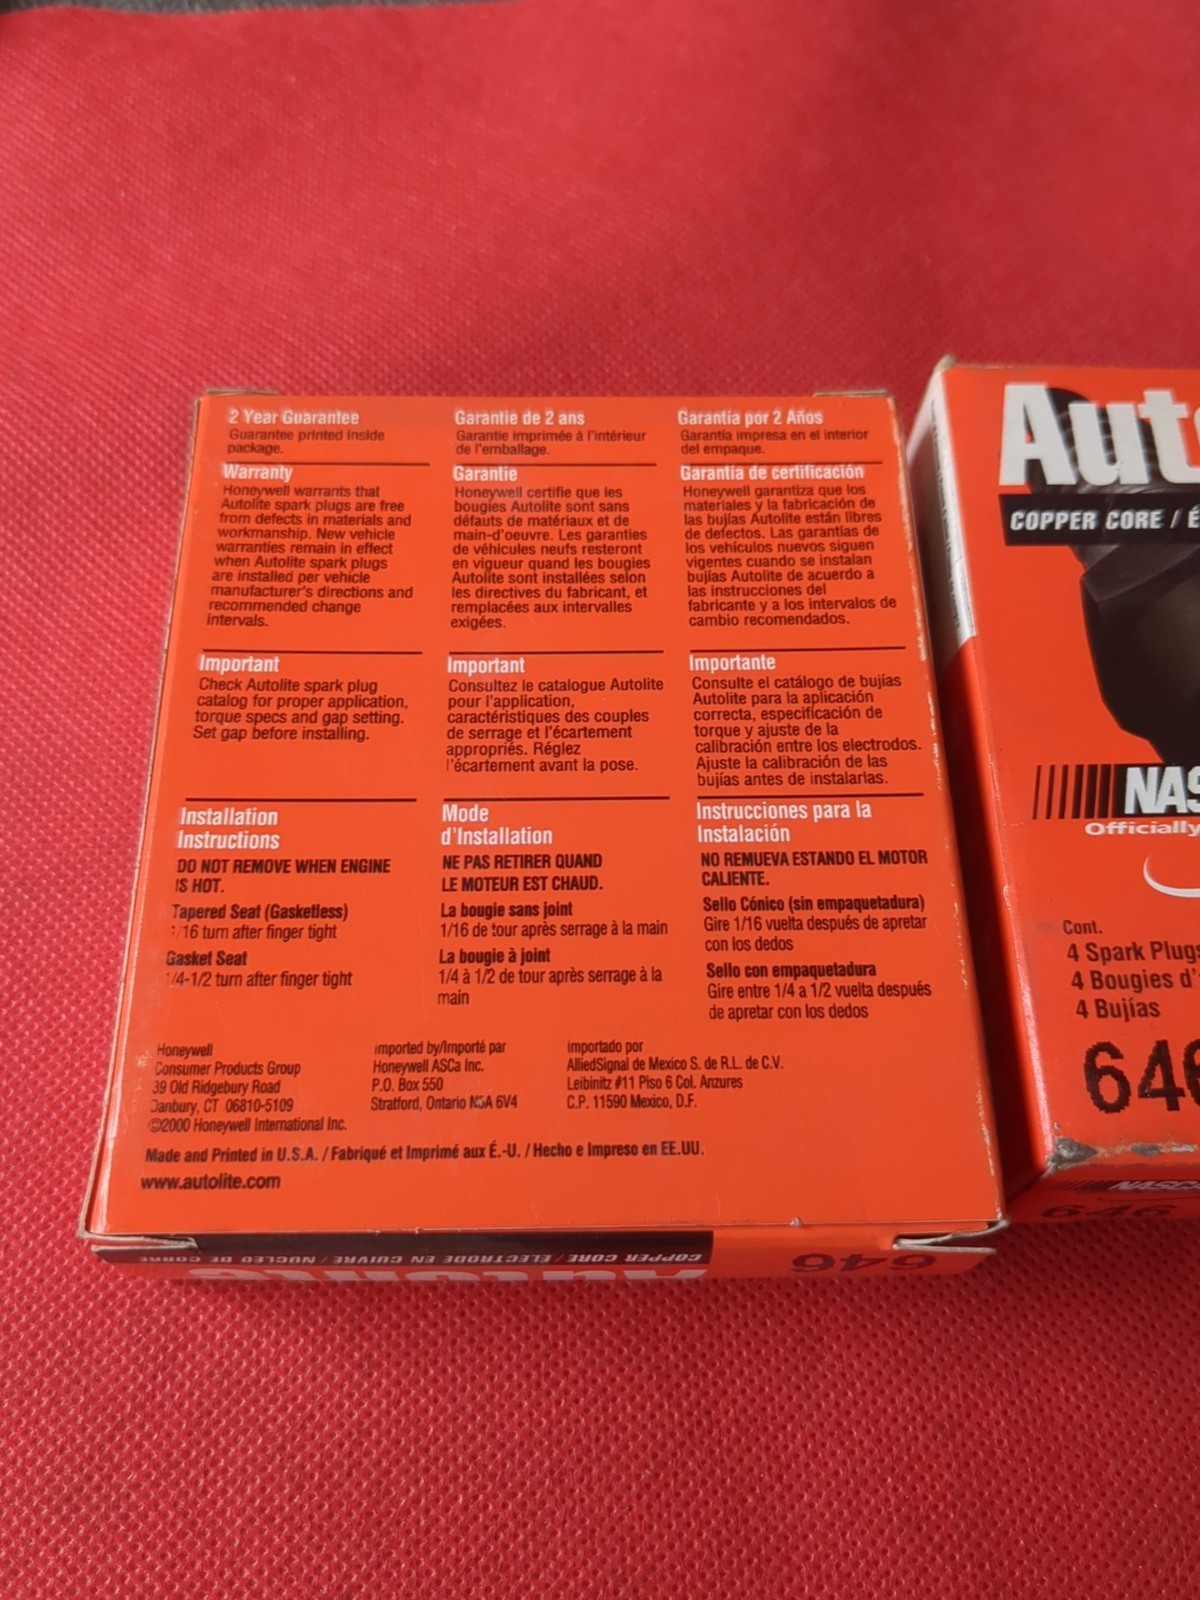 2 Year Guarantee
Guarantee printed inside
package.
Warranty
Honeywell warrants that
Autolite spark plugs are free
from defects in materials and
workmanship. New vehicle
warranties remain in effect
when Autolite spark plugs
are installed per vehicle
manufacturer's directions and
recommended change
intervals.
Important
Check Autolite spark plug
catalog for proper application,
torque specs and gap setting.
Set gap before installing.
Installation
Instructions
DO NOT REMOVE WHEN ENGINE
IS HOT.
Tapered Seat (Gasketless)
1/16 turn after finger tight
Gasket Seat
1/4-1/2 turn after finger tight
Garantie de 2 ans
Garantie imprimée à l'intérieur
de l'emballage.
Garantie
Honeywell certifie que les
bougies Autolite sont sans
défauts de matériaux et de
main-d'oeuvre. Les garanties
de véhicules neufs resteront
en vigueur quand les bougies
Autolite sont installées selon
les directives du fabricant, et
remplacées aux intervalles
exigées.
Important
Consultez le catalogue Autolite
pour l'application,
caractéristiques des couples
de serrage et l'écartement
appropriés. Réglez
l'écartement avant la pose.
Mode
d'Installation
NE PAS RETIRER QUAND
LE MOTEUR EST CHAUD.
La bougie sans joint
1/16 de tour après serrage à la main
La bougie à joint
1/4 à 1/2 de tour après serrage à la
main
Garantía por 2 Años
Garantía impresa en el interior
del empaque.
Garantía de certificación
Honeywell garantiza que los
materiales y la fabricación de
las bujías Autolite están libres
de defectos. Las garantías de
los vehículos nuevos siguen
vigentes cuando se instalan
bujías Autolite de acuerdo a
las instrucciones del
fabricante y a los intervalos de
cambio recomendados.
Importante
Consulte el catálogo de bujías
Autolite para la aplicación
correcta, especificación de
torque y ajuste de la
calibración entre los electrodos.
Ajuste la calibración de las
bujías antes de instalarlas.
Instrucciones para la
Instalación
NO REMUEVA ESTANDO EL MOTOR
CALIENTE.
Sello Cónico (sin empaquetadura)
Gire 1/16 vuelta después de apretar
con los dedos
Sello con empaquetadura
Gire entre 1/4 a 1/2 vuelta después
de apretar con los dedos
Honeywell
Consumer Products Group
39 Old Ridgebury Road
Danbury, CT 06810-5109
©2000 Honeywell International Inc.
Imported by/Importé par
Honeywell ASCa Inc.
P.O. Box 550
Stratford, Ontario N5A 6V4
Importado por
AlliedSignal de Mexico S. de R.L. de C.V.
Leibinitz #11 Piso 6 Col. Anzures
C.P. 11590 Mexico, D.F.
Made and Printed in U.S.A. / Fabriqué et Imprimé aux É.-U. / Hecho e Impreso en EE.UU.
www.autolite.com
COPPER CORE / ÉLECTRODE EN CUIVRE / NÚCLEO DE COBRE
Autolite
646
Auto
COPPER CORE / É
NAS
Officially
Cont.
4 Spark Plugs
4 Bougies d'
4 Bujías
646
NASC
646